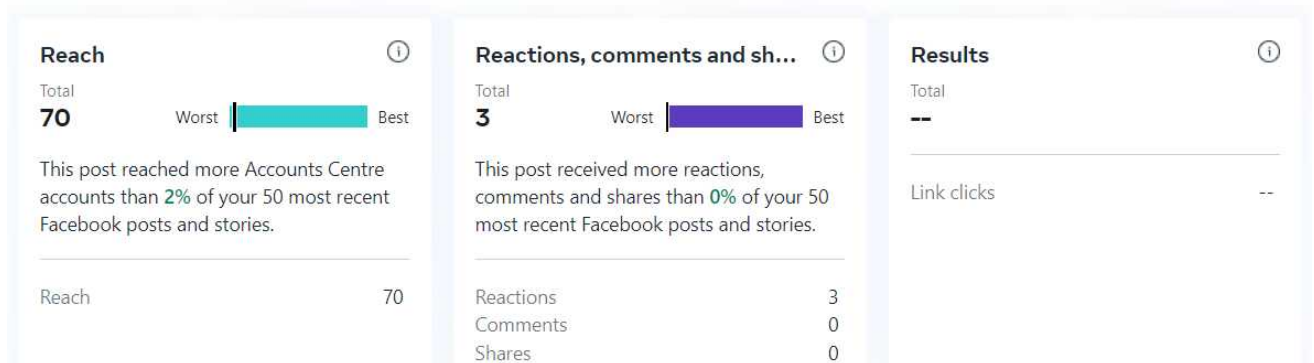 Reach
Total
70
Worst
Best
This post reached more Accounts Centre
accounts than 2% of your 50 most recent
Facebook posts and stories.
Reach 70
Reactions, comments and sh...
Total
3
Worst
Best
This post received more reactions,
comments and shares than 0% of your 50
most recent Facebook posts and stories.
Reactions 3
Comments 0
Shares 0
Results
Total
--
Link clicks --